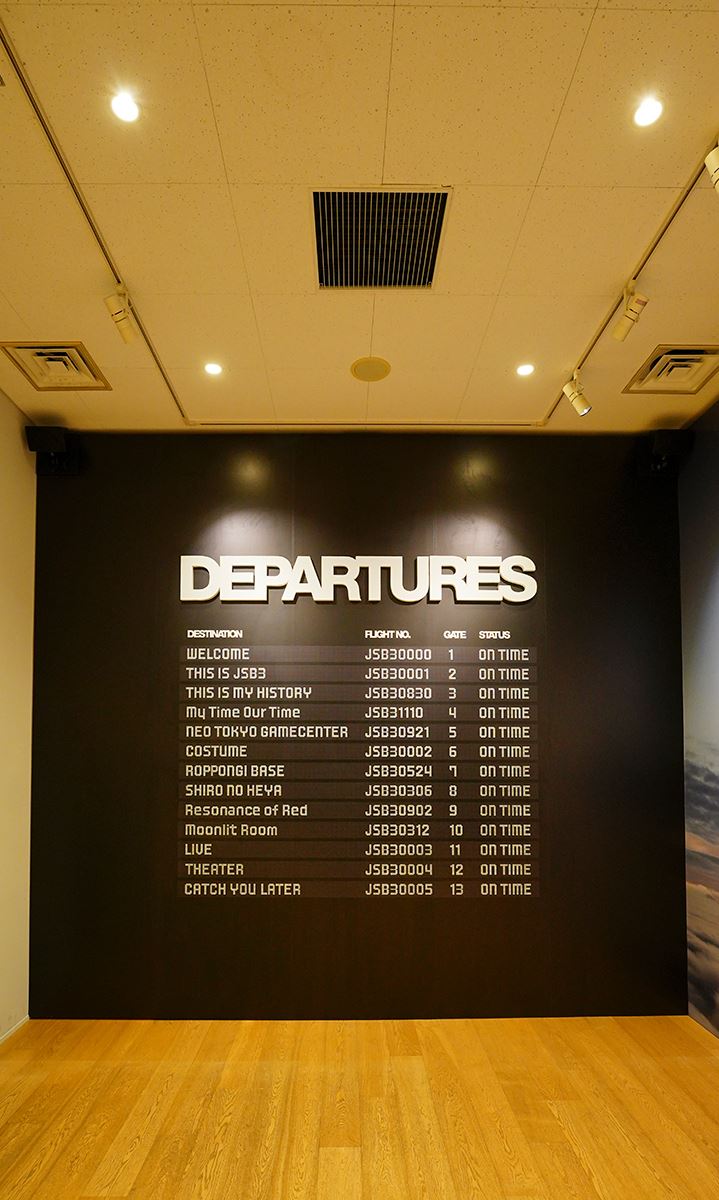 DEPARTURES
DESTINATION FLIGHT NO. GATE STATUS
WELCOME JSB30000 1 ON TIME
THIS IS JSB3 JSB30001 2 ON TIME
THIS IS MY HISTORY JSB30830 3 ON TIME
My Time Our Time JSB31110 4 ON TIME
NEO TOKYO GAMECENTER JSB30921 5 ON TIME
COSTUME JSB30002 6 ON TIME
ROPPONGI BASE JSB30524 7 ON TIME
SHIRO NO HEYA JSB30306 8 ON TIME
Resonance of Red JSB30902 9 ON TIME
Moonlit Room JSB30312 10 ON TIME
LIVE JSB30003 11 ON TIME
THEATER JSB30004 12 ON TIME
CATCH YOU LATER JSB30005 13 ON TIME